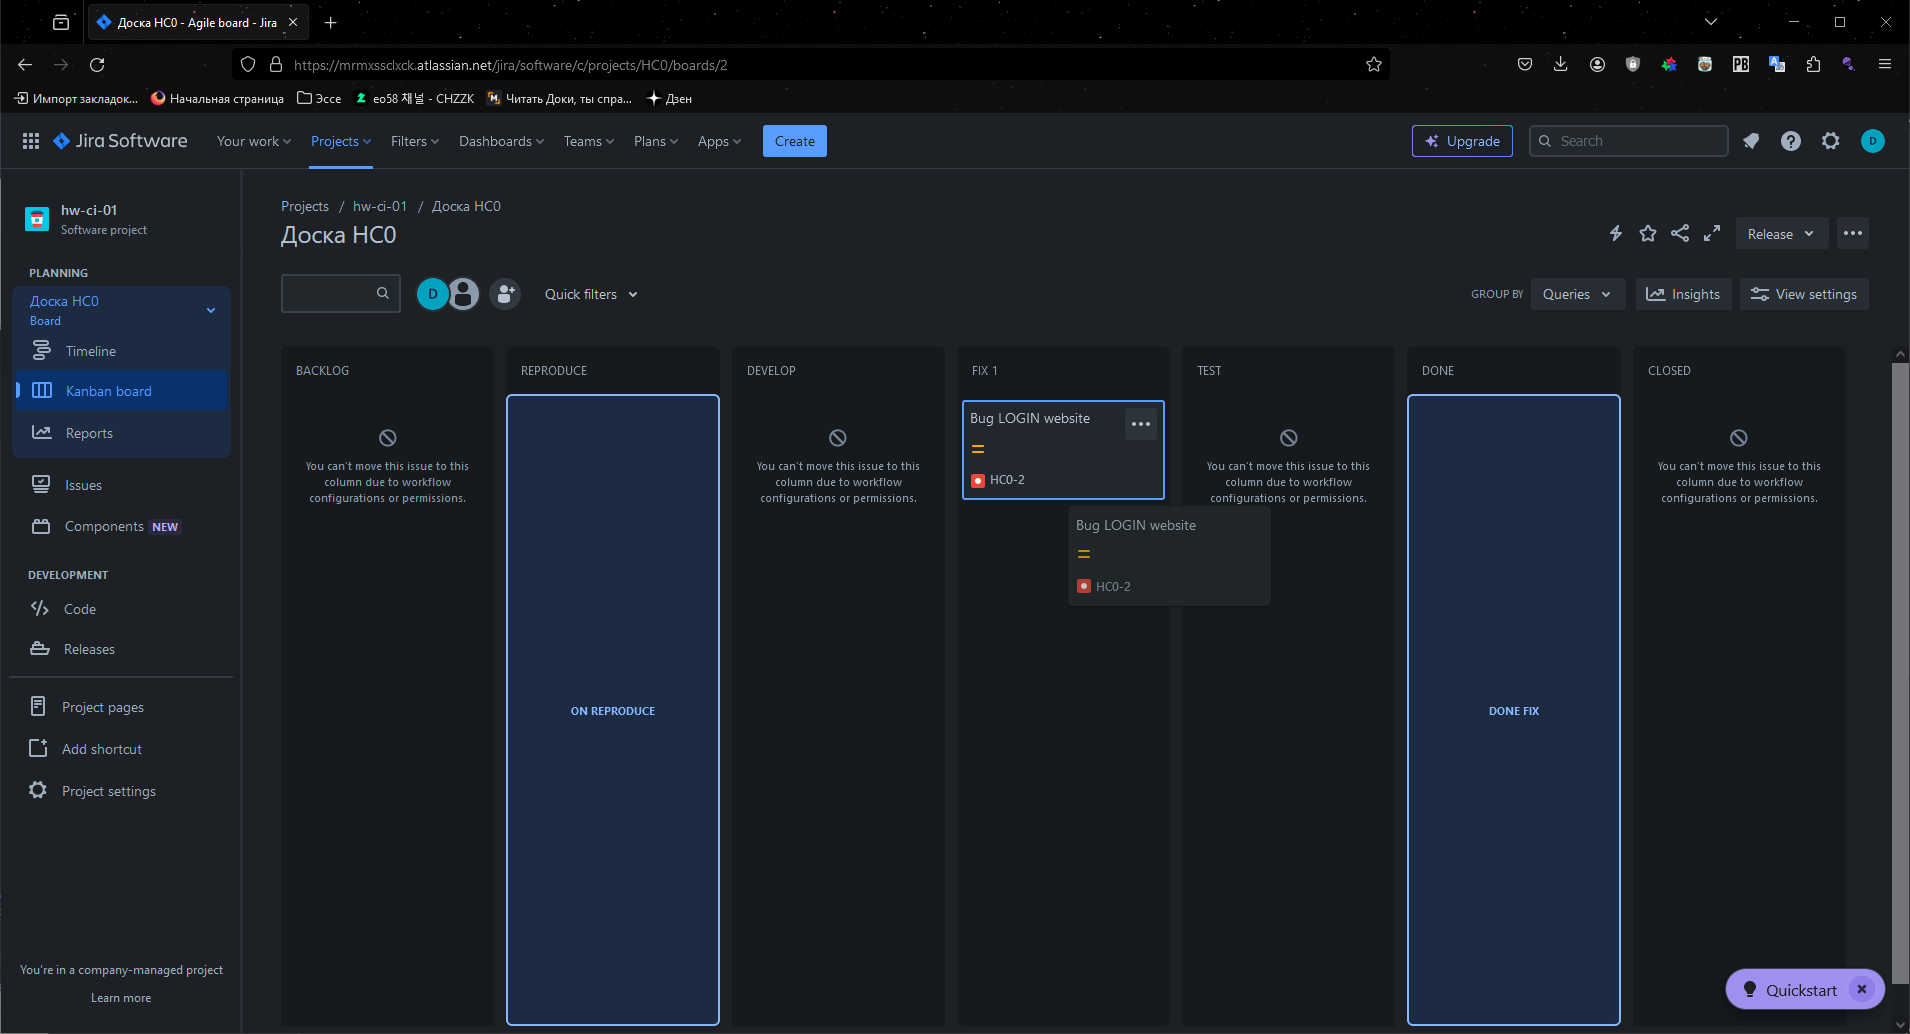 Доска HC0 - Agile board - Jira
https://mrmxssclxck.atlassian.net/jira/software/c/projects/HC0/boards/2
Импорт закладок...
Начальная страница
Эссе
eo58 채널 - CHZZK
Читать Доки, ты спра...
Дзен
Jira Software
Your work
Projects
Filters
Dashboards
Teams
Plans
Apps
Create
Upgrade
Search
D
hw-ci-01
Software project
PLANNING
Доска HC0
Board
Timeline
Kanban board
Reports
Issues
Components NEW
DEVELOPMENT
Code
Releases
Project pages
Add shortcut
Project settings
You're in a company-managed project
Learn more
Projects / hw-ci-01 / Доска HC0
Доска HC0
Release
D
Quick filters
GROUP BY
Queries
Insights
View settings
BACKLOG
You can't move this issue to this
column due to workflow
configurations or permissions.
REPRODUCE
ON REPRODUCE
DEVELOP
You can't move this issue to this
column due to workflow
configurations or permissions.
FIX 1
Bug LOGIN website
HC0-2
Bug LOGIN website
HC0-2
TEST
You can't move this issue to this
column due to workflow
configurations or permissions.
DONE
DONE FIX
CLOSED
You can't move this issue to this
column due to workflow
configurations or permissions.
Quickstart